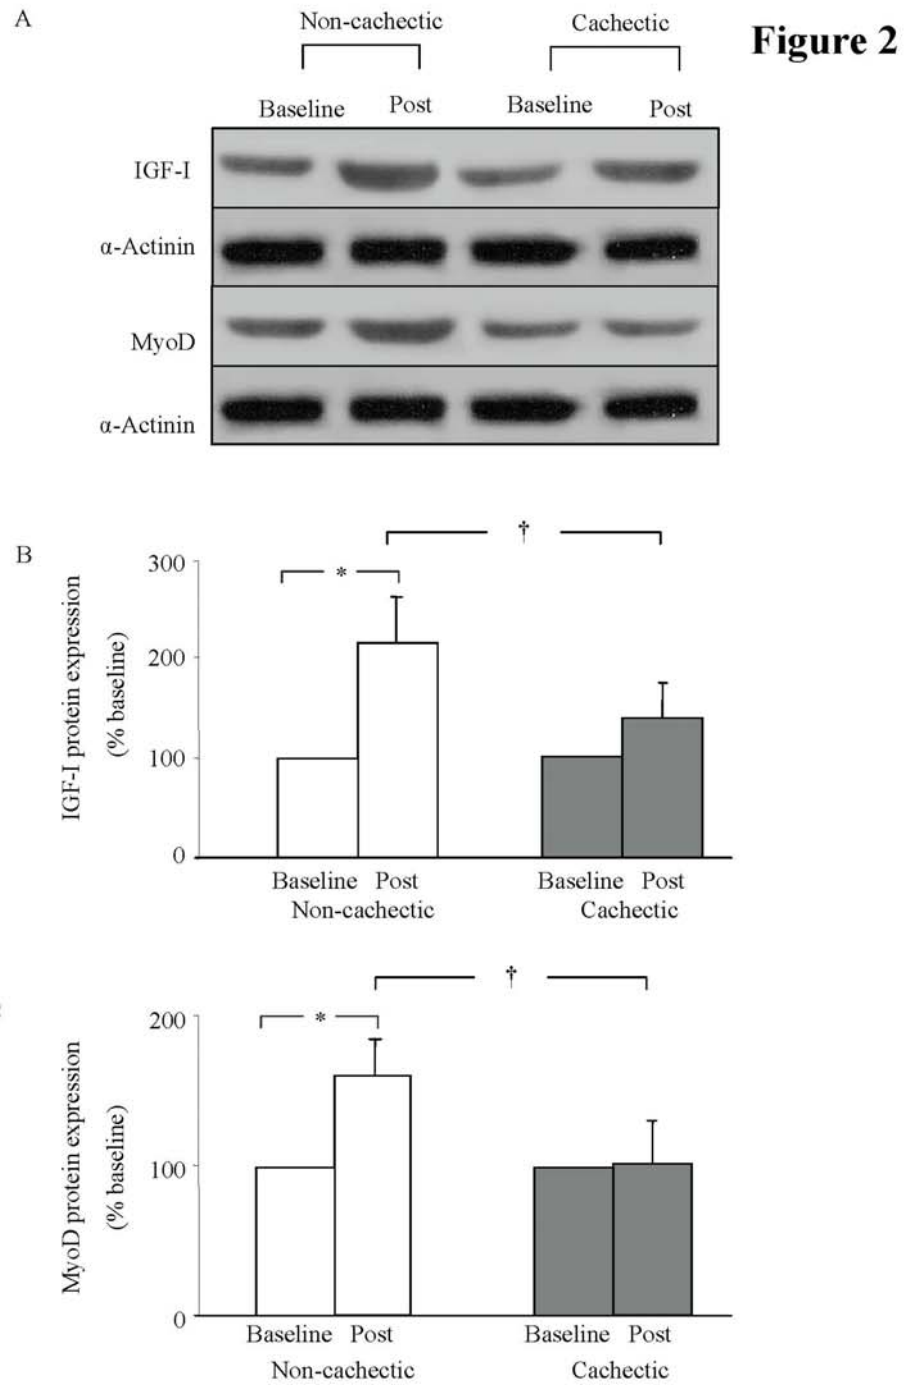 A
Non-cachectic
Cachectic
Figure 2
Baseline
Post
Baseline
Post
IGF-I
α-Actinin
MyoD
α-Actinin
B
†
*
300
200
100
0
IGF-I protein expression
(% baseline)
Baseline Post
Baseline Post
Non-cachectic
Cachectic
†
*
200
100
0
MyoD protein expression
(% baseline)
Baseline Post
Baseline Post
Non-cachectic
Cachectic